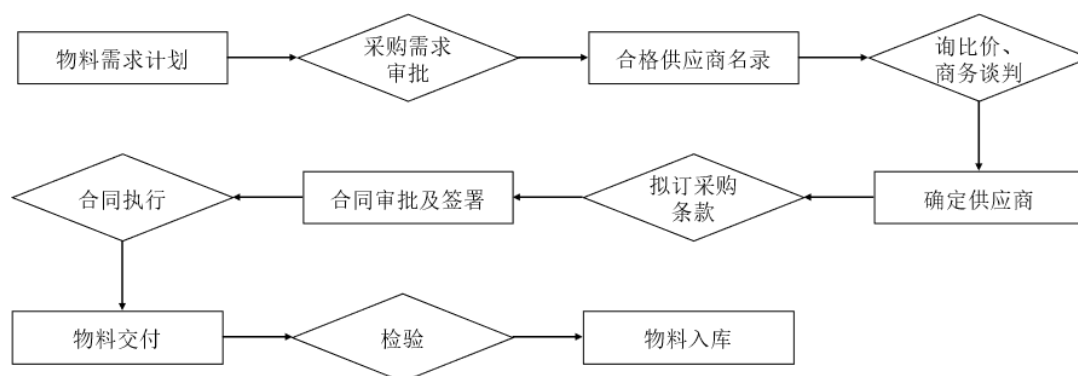 物料需求计划
采购需求
审批
合格供应商名录
询比价、
商务谈判
确定供应商
拟订采购
条款
合同审批及签署
合同执行
物料交付
检验
物料入库